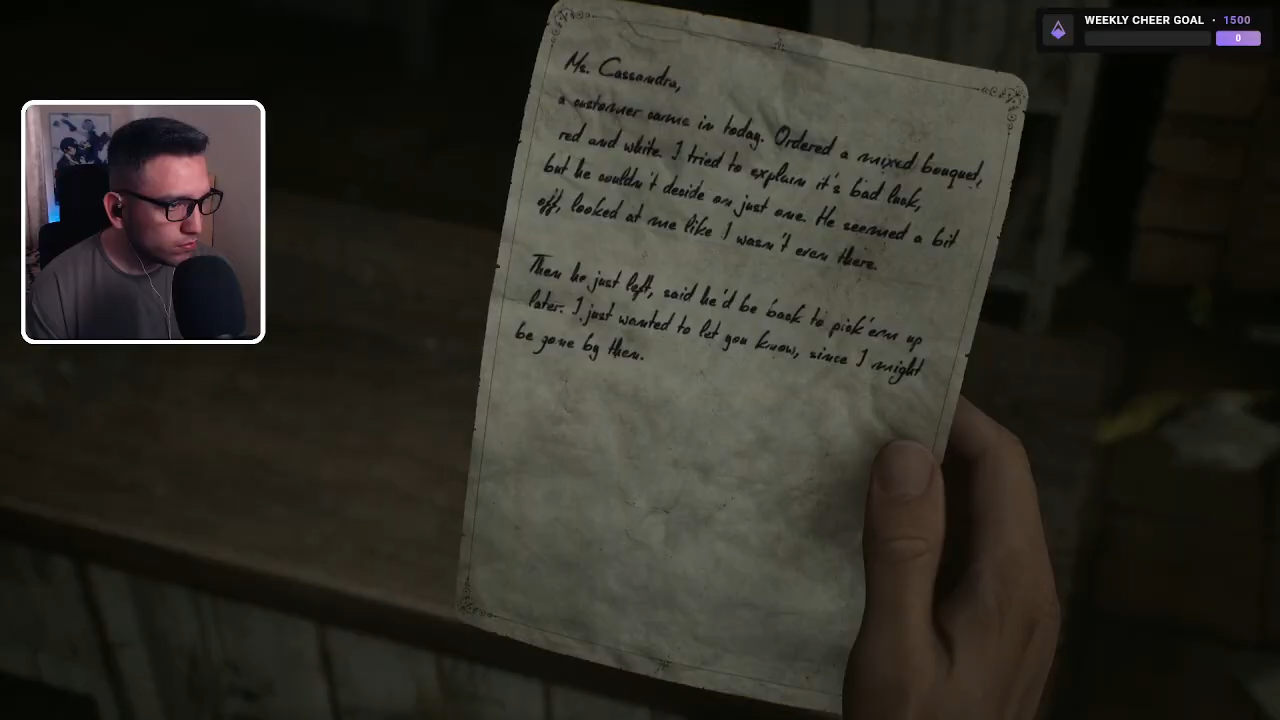 WEEKLY CHEER GOAL · 1500
0
Ms. Cassandra,
a customer came in today. Ordered a mixed bouquet,
red and white. I tried to explain it's bad luck,
but he couldn't decide on just one. He seemed a bit
off, looked at me like I wasn't even there.
Then he just left, said he'd be back to pick'em up
later. I just wanted to let you know, since I might
be gone by then.